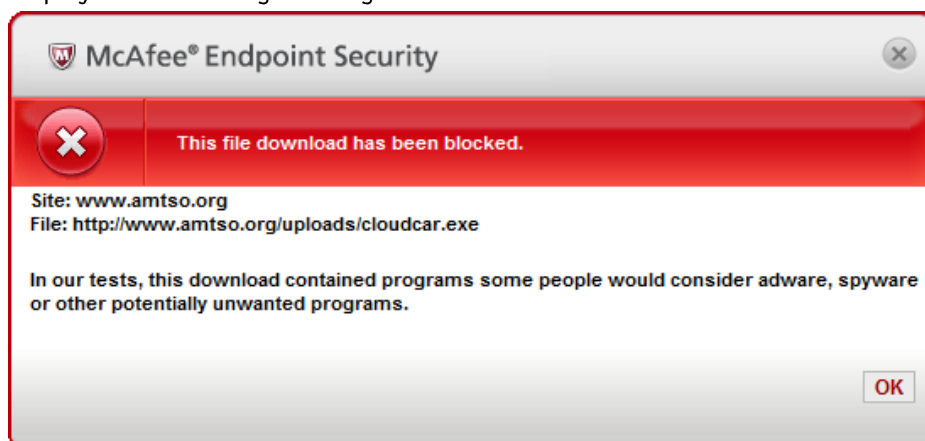 McAfee® Endpoint Security
This file download has been blocked.
Site: www.amtso.org
File: http://www.amtso.org/uploads/cloudcar.exe
In our tests, this download contained programs some people would consider adware, spyware
or other potentially unwanted programs.
OK